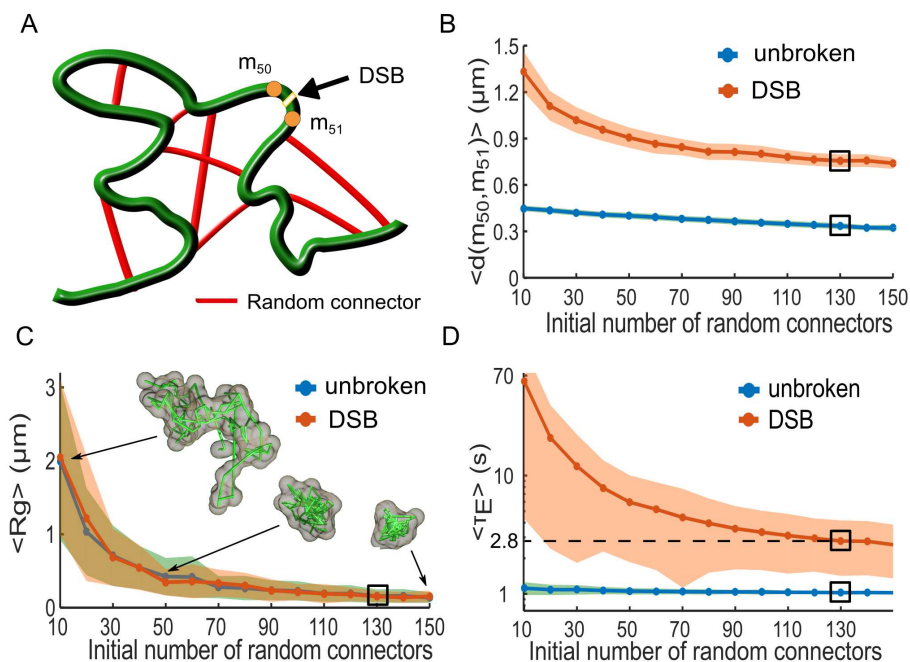 A
m50
DSB
m51
Random connector
B
<d(m50,m51)> (μm)
1.5
1.2
0.9
0.6
0.3
0
unbroken
DSB
10 30 50 70 90 110 130 150
Initial number of random connectors
C
<Rg> (μm)
3
2
1
0
unbroken
DSB
10 30 50 70 90 110 130 150
Initial number of random connectors
D
<τE> (s)
70
10
2.8
1
unbroken
DSB
10 30 50 70 90 110 130 150
Initial number of random connectors